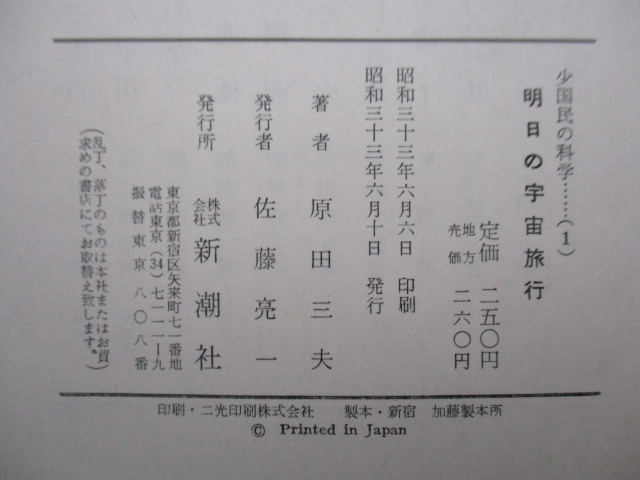 少国民の科学……(1)
明日の宇宙旅行
定価 二五〇円
地方売価 二六〇円
昭和三十三年六月六日 印刷
昭和三十三年六月十日 発行
著者 原田三夫
発行者 佐藤亮一
発行所 株式会社 新潮社
東京都新宿区矢来町七一番地
電話東京(34)七一一一―九
振替東京八〇八番
(乱丁、落丁のものは本社またはお買
求めの書店にてお取替え致します。)
印刷・二光印刷株式会社 製本・新宿 加藤製本所
© Printed in Japan